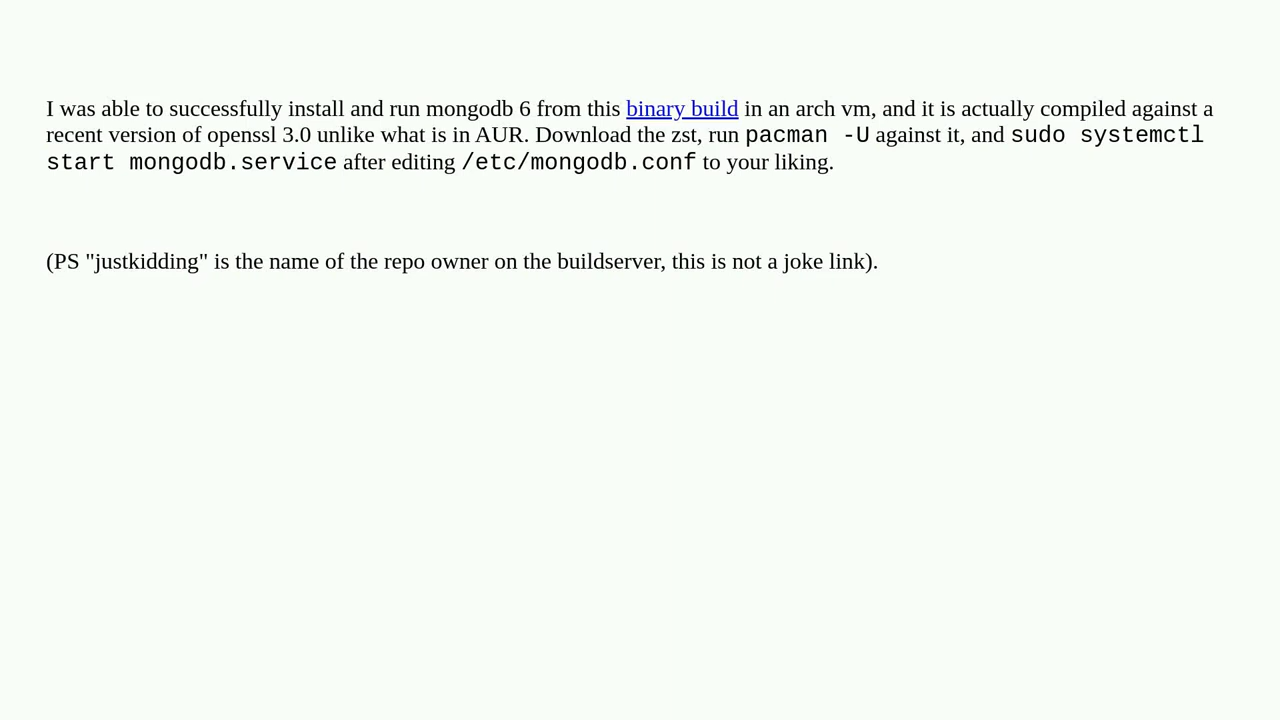 I was able to successfully install and run mongodb 6 from this binary build in an arch vm, and it is actually compiled against a
recent version of openssl 3.0 unlike what is in AUR. Download the zst, run pacman -U against it, and sudo systemctl
start mongodb.service after editing /etc/mongodb.conf to your liking.
(PS "justkidding" is the name of the repo owner on the buildserver, this is not a joke link).